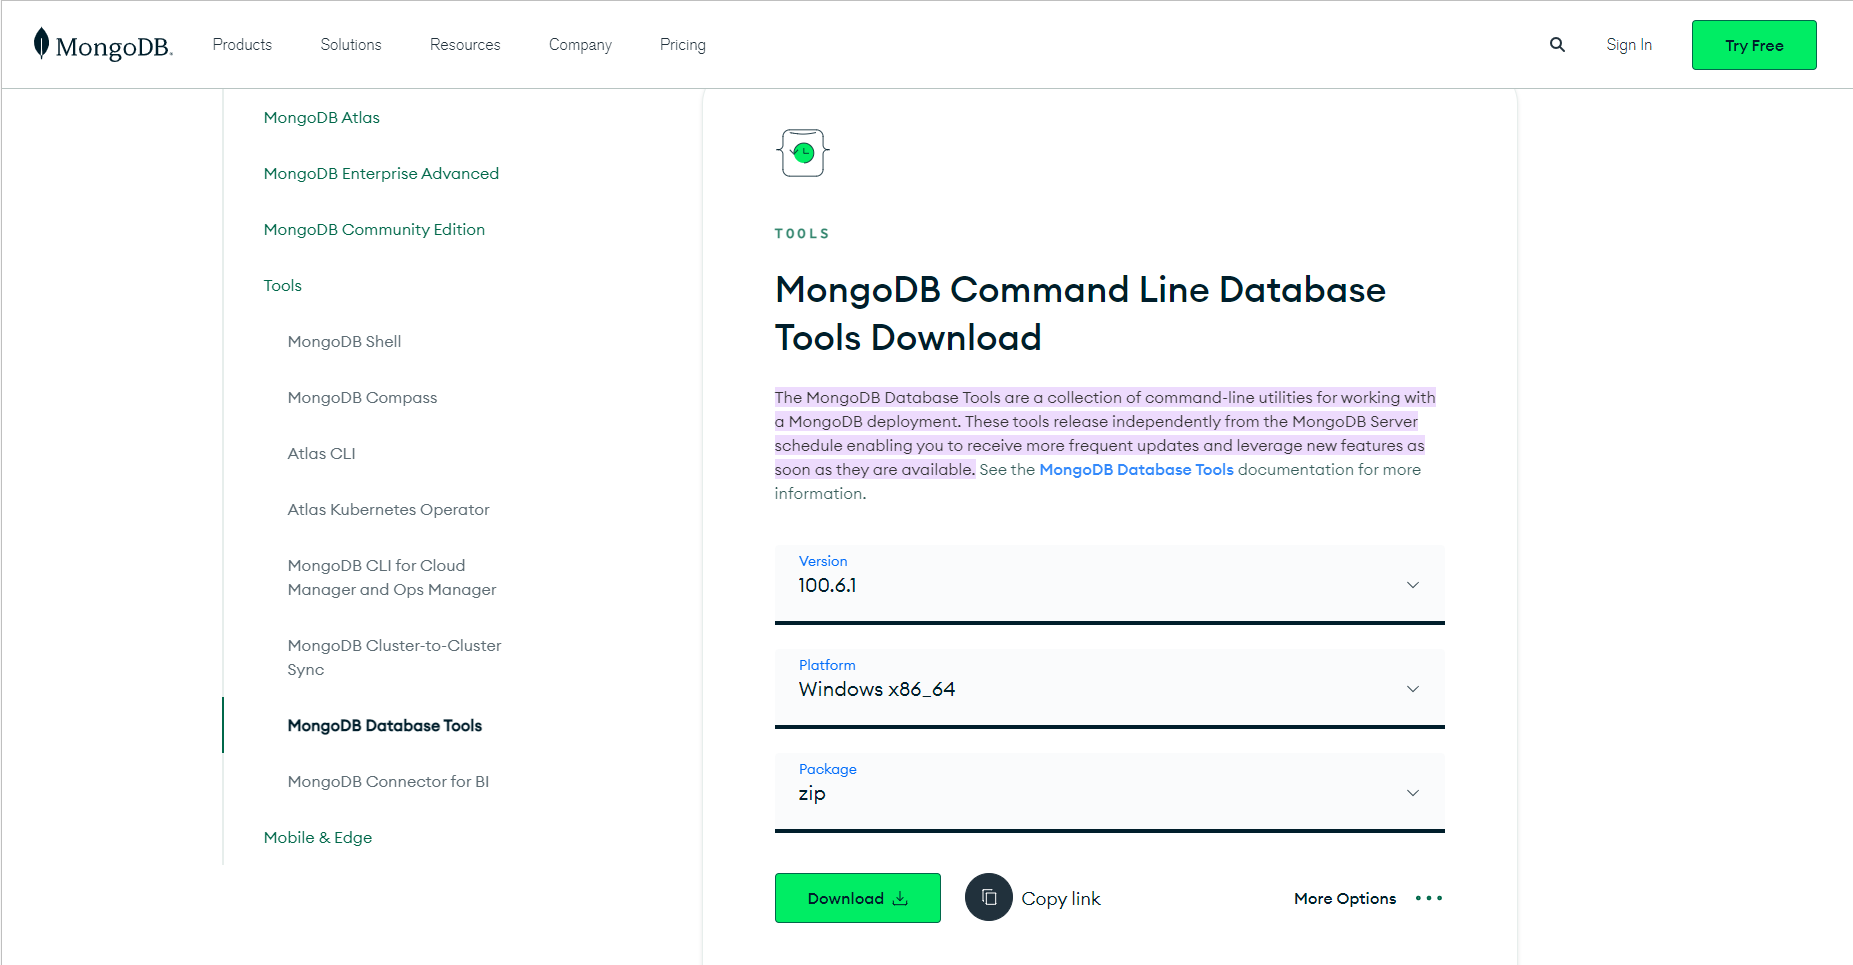 MongoDB.
Products
Solutions
Resources
Company
Pricing
Sign In
Try Free
MongoDB Atlas
MongoDB Enterprise Advanced
MongoDB Community Edition
Tools
MongoDB Shell
MongoDB Compass
Atlas CLI
Atlas Kubernetes Operator
MongoDB CLI for Cloud
Manager and Ops Manager
MongoDB Cluster-to-Cluster
Sync
MongoDB Database Tools
MongoDB Connector for BI
Mobile & Edge
TOOLS
MongoDB Command Line Database
Tools Download
The MongoDB Database Tools are a collection of command-line utilities for working with
a MongoDB deployment. These tools release independently from the MongoDB Server
schedule enabling you to receive more frequent updates and leverage new features as
soon as they are available. See the MongoDB Database Tools documentation for more
information.
Version
100.6.1
Platform
Windows x86_64
Package
zip
Download
Copy link
More Options